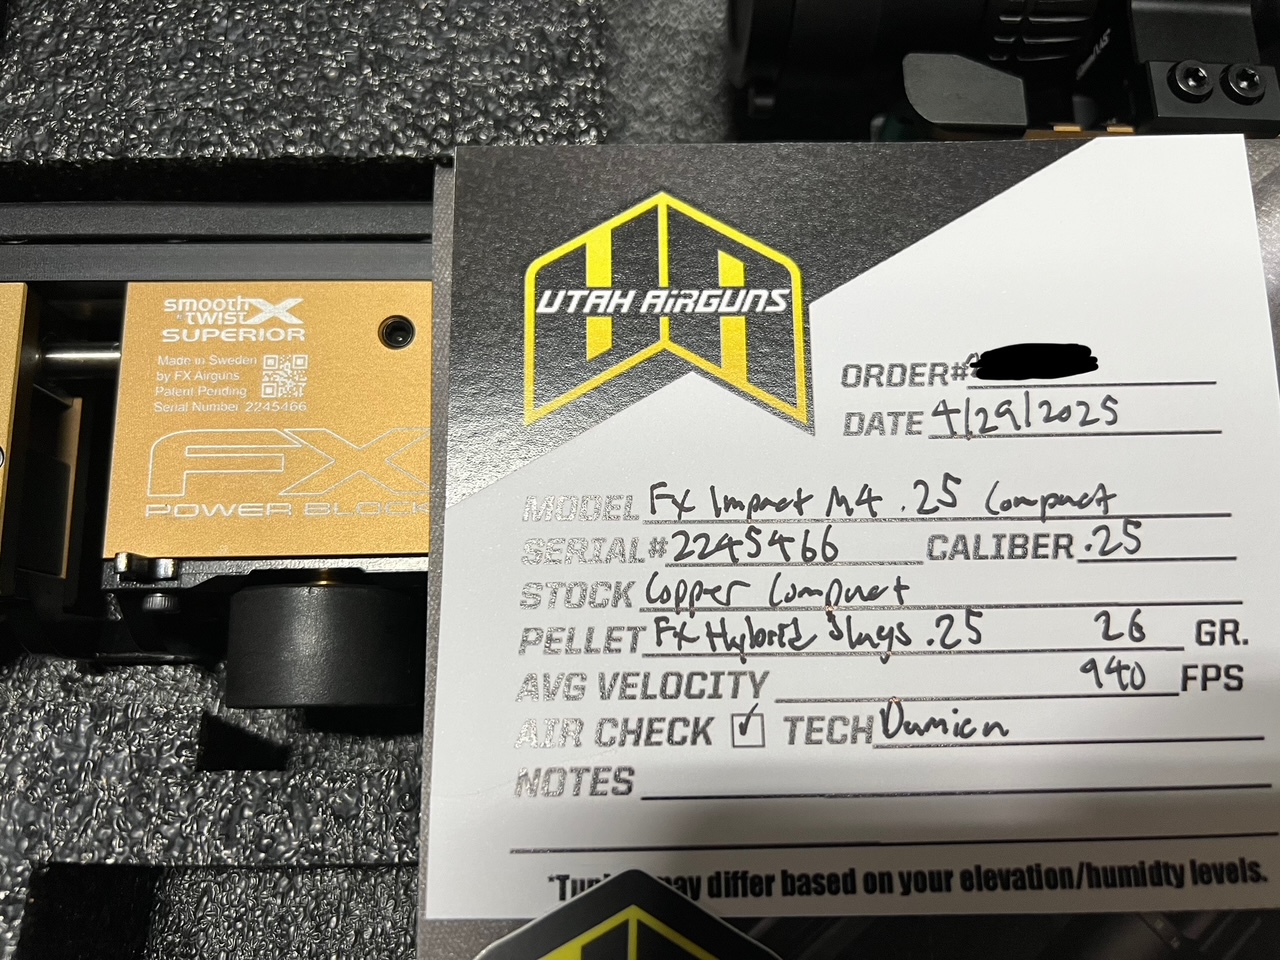 smooth
TWIST X
SUPERIOR
Made in Sweden
by FX Airguns
Patent Pending
Serial Number 2245466
FX
POWER BLOCK
UTAH AiRGUNS
ORDER#
DATE 4/29/2025
MODEL FX Impact M4 .25 Compact
SERIAL# 2245466 CALIBER .25
STOCK Copper Compact
PELLET FX Hybrid Slugs .25 26 GR.
AVG VELOCITY 940 FPS
AIR CHECK ✓ TECH Damien
NOTES
*Tun may differ based on your elevation/humidty levels.